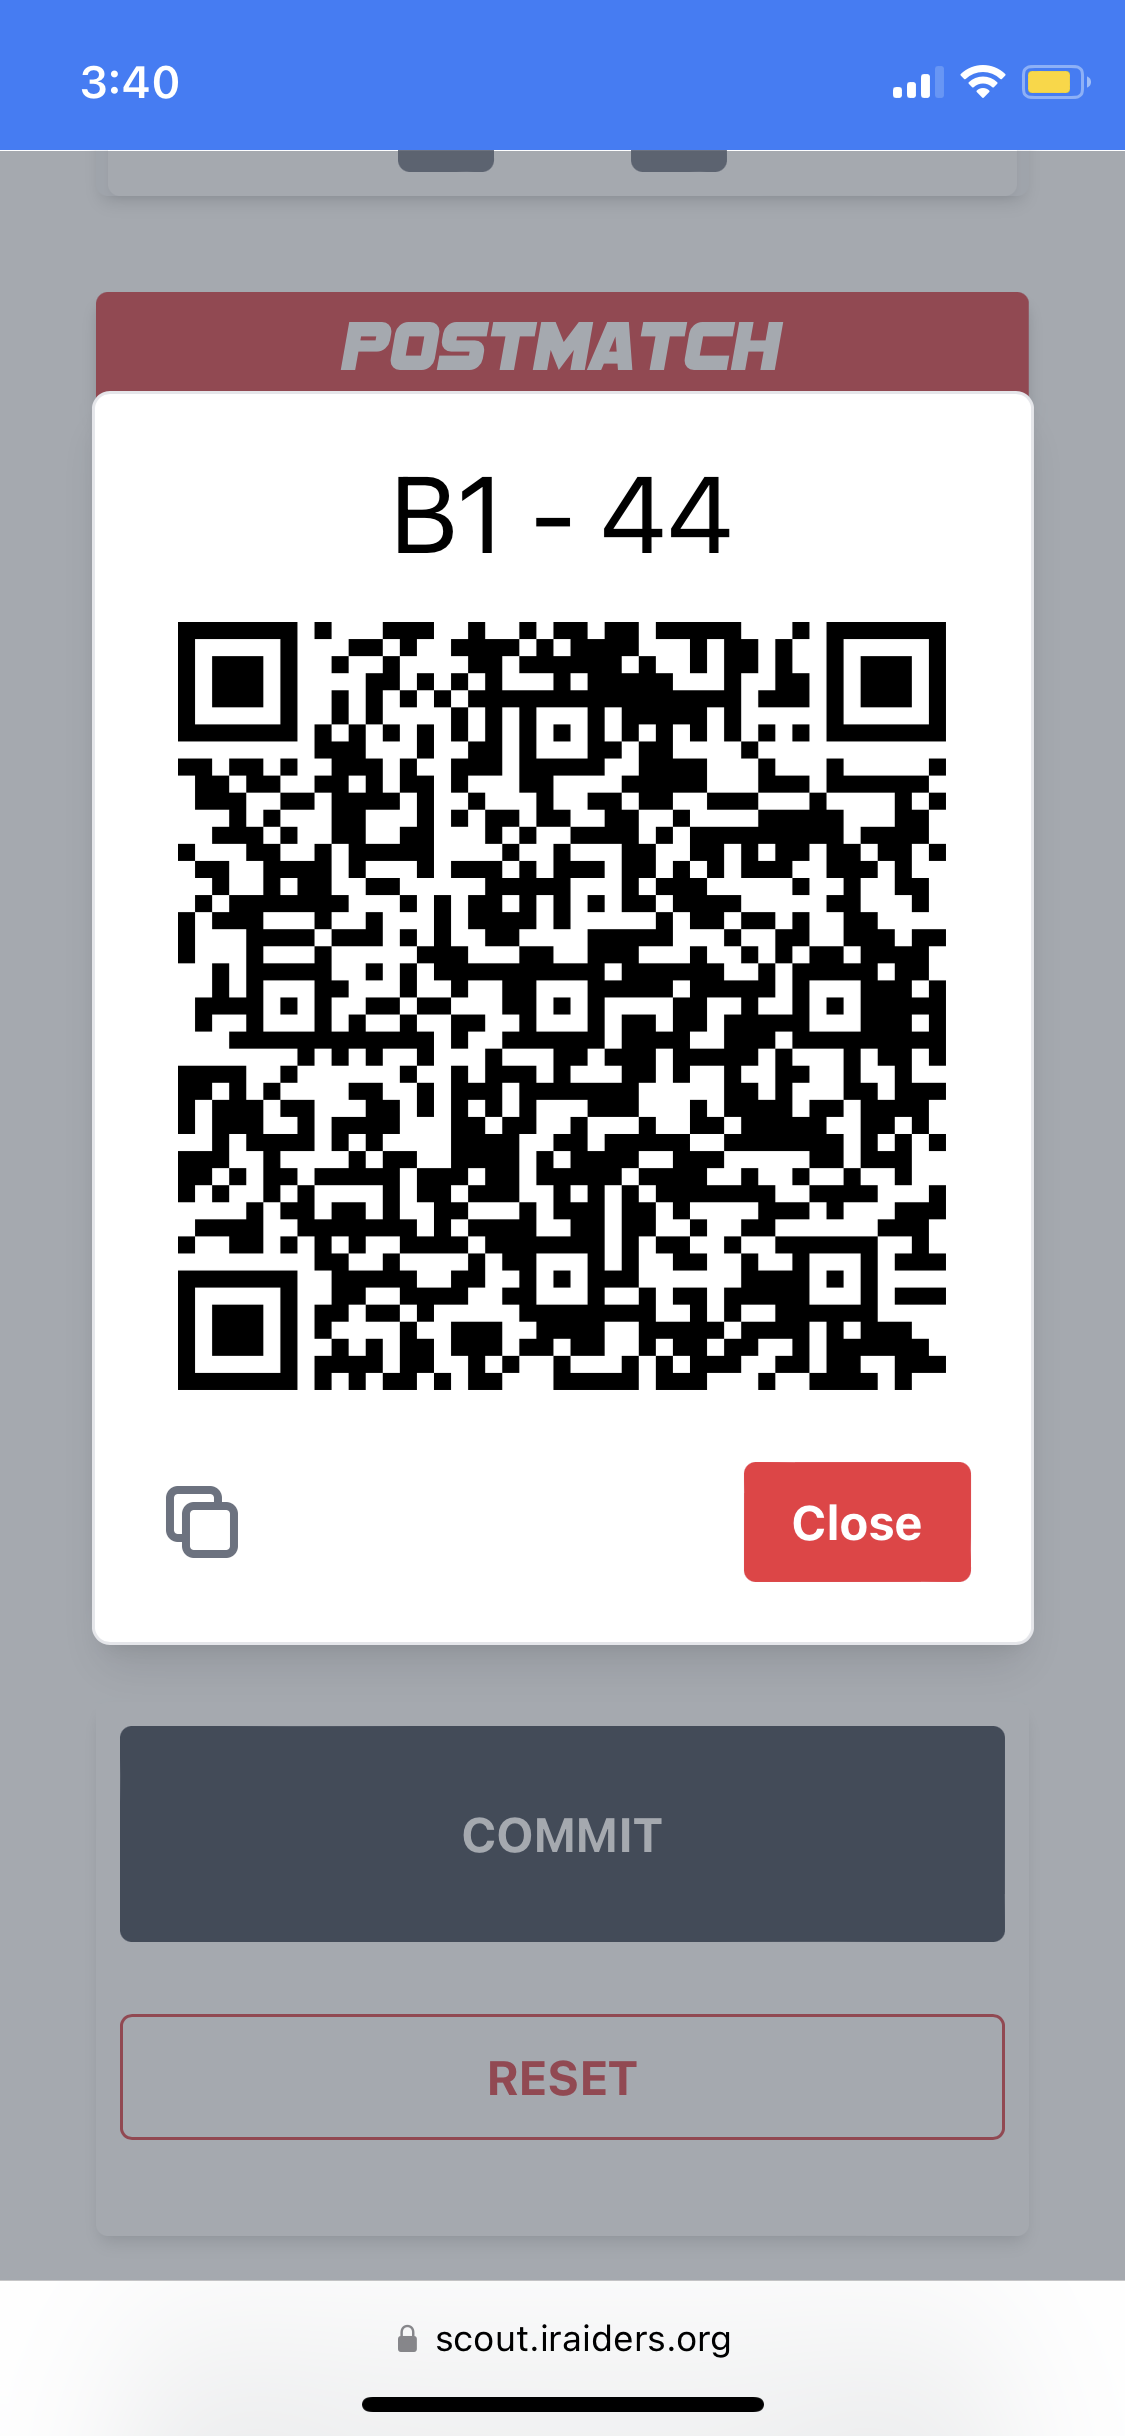 3:40
POSTMATCH
B1 - 44
Close
COMMIT
RESET
scout.iraiders.org